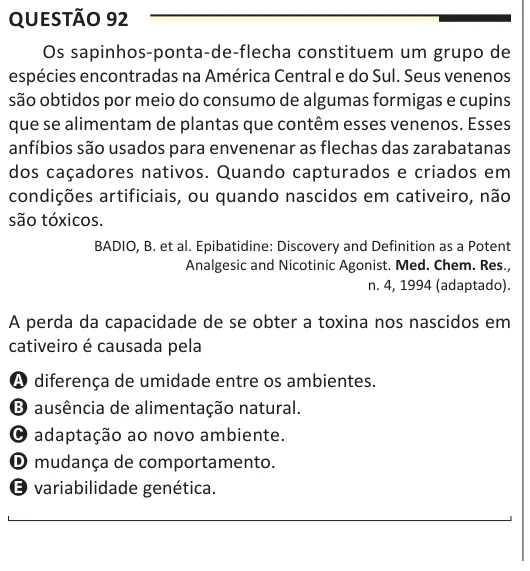 QUESTÃO 92
Os sapinhos-ponta-de-flecha constituem um grupo de
espécies encontradas na América Central e do Sul. Seus venenos
são obtidos por meio do consumo de algumas formigas e cupins
que se alimentam de plantas que contêm esses venenos. Esses
anfíbios são usados para envenenar as flechas das zarabatanas
dos caçadores nativos. Quando capturados e criados em
condições artificiais, ou quando nascidos em cativeiro, não
são tóxicos.
BADIO, B. et al. Epibatidine: Discovery and Definition as a Potent
Analgesic and Nicotinic Agonist. Med. Chem. Res.,
n. 4, 1994 (adaptado).
A perda da capacidade de se obter a toxina nos nascidos em
cativeiro é causada pela
A diferença de umidade entre os ambientes.
B ausência de alimentação natural.
C adaptação ao novo ambiente.
D mudança de comportamento.
E variabilidade genética.